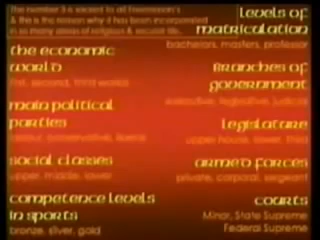 The number 3 is sacred to all Freemason's
& this is the reason why it has been incorporated
in so many areas of religious & secular life...
the economic
world
first, second, third worlds
main political
parties
labour, conservative, liberal
social classes
upper, middle, lower
competence levels
in sports
bronze, silver, gold
levels of
matriculation
bachelors, masters, professor
branches of
government
executive, legislative, judicial
legislature
upper house, lower, third
armed forces
private, corporal, sergeant
courts
Minor, State Supreme
Federal Supreme